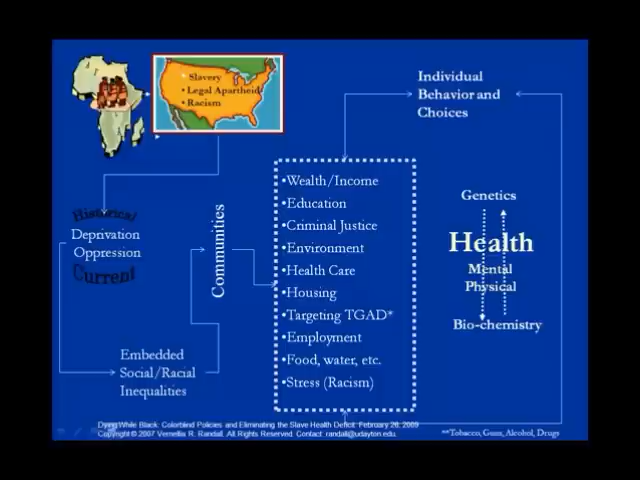 Slavery
• Legal Apartheid
• Racism
Individual
Behavior and
Choices
Historical
Deprivation
Oppression
Current
Communities
Embedded
Social/Racial
Inequalities
•Wealth/Income
•Education
•Criminal Justice
•Environment
•Health Care
•Housing
•Targeting TGAD*
•Employment
•Food, water, etc.
•Stress (Racism)
Genetics
Health
Mental
Physical
Bio-chemistry
Dying While Black: Colorblind Policies and Eliminating the Slave Health Deficit. February 26, 2009
Copyright © 2007 Vernellia R. Randall. All Rights Reserved. Contact: randall@udayton.edu.
**Tobacco, Guns, Alcohol, Drugs